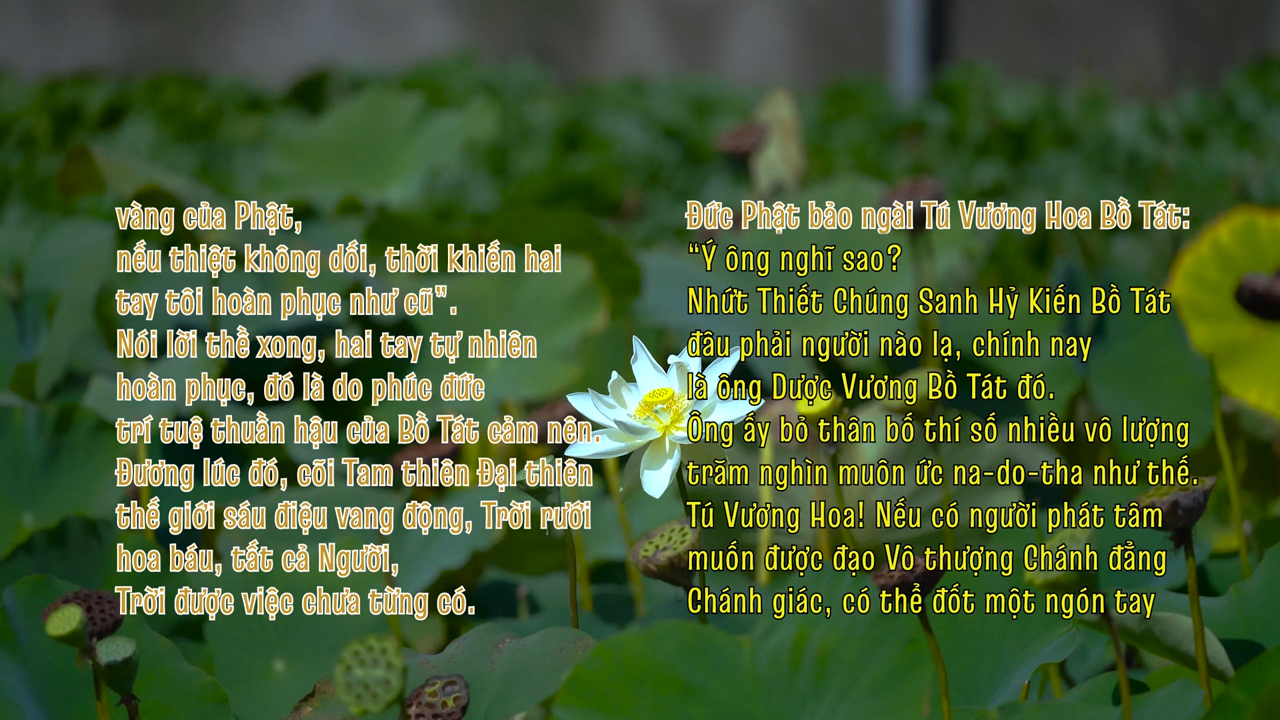 vàng của Phật,
nếu thiệt không dối, thời khiến hai
tay tôi hoàn phục như cũ”.
Nói lời thề xong, hai tay tự nhiên
hoàn phục, đó là do phúc đức
trí tuệ thuần hậu của Bồ Tát cảm nên.
Đương lúc đó, cõi Tam thiên Đại thiên
thế giới sáu điệu vang động, Trời rưới
hoa báu, tất cả Người,
Trời được việc chưa từng có.
Đức Phật bảo ngài Tú Vương Hoa Bồ Tát:
“Ý ông nghĩ sao?
Nhứt Thiết Chúng Sanh Hỷ Kiến Bồ Tát
đâu phải người nào lạ, chính nay
là ông Dược Vương Bồ Tát đó.
Ông ấy bỏ thân bố thí số nhiều vô lượng
trăm nghìn muôn ức na-do-tha như thế.
Tú Vương Hoa! Nếu có người phát tâm
muốn được đạo Vô thượng Chánh đẳng
Chánh giác, có thể đốt một ngón tay